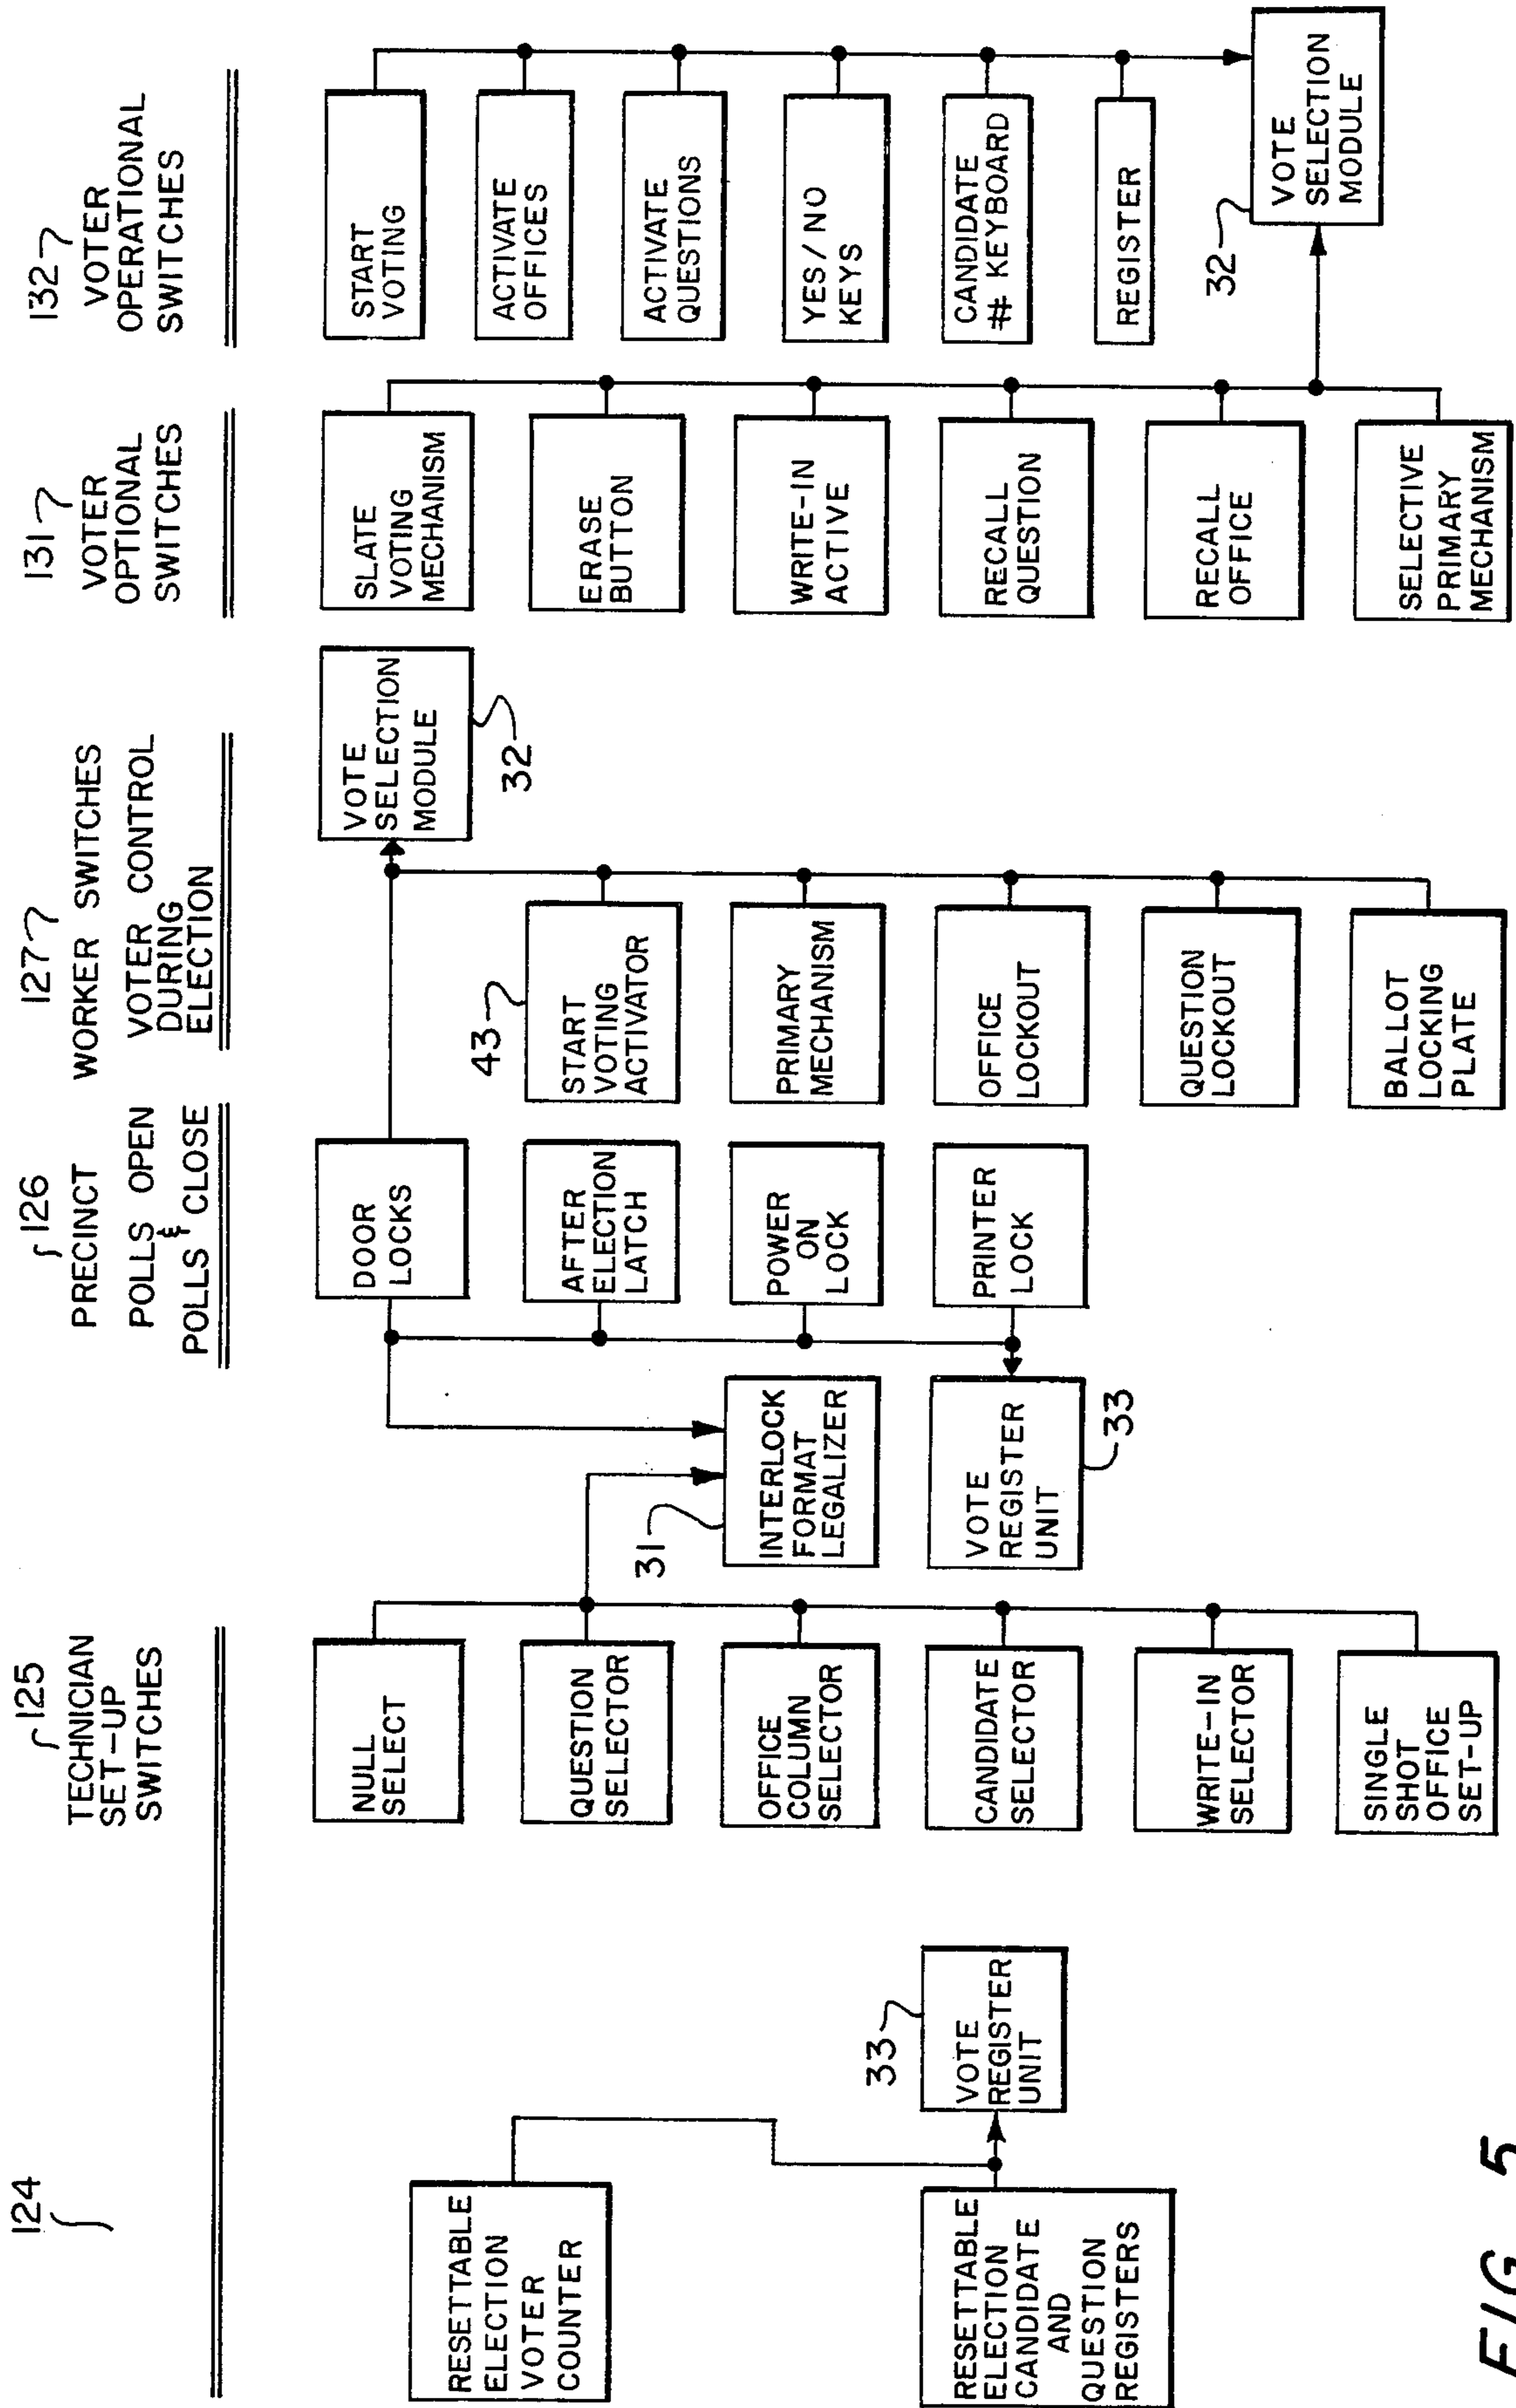 124
125
TECHNICIAN
SET-UP
SWITCHES
126
PRECINCT
POLLS OPEN
&
POLLS CLOSE
127
WORKER SWITCHES
VOTER CONTROL
DURING
ELECTION
131
VOTER
OPTIONAL
SWITCHES
132
VOTER
OPERATIONAL
SWITCHES
RESETTABLE
ELECTION
VOTER
COUNTER
RESETTABLE
ELECTION
CANDIDATE
AND
QUESTION
REGISTERS
33
VOTE
REGISTER
UNIT
NULL
SELECT
QUESTION
SELECTOR
OFFICE
COLUMN
SELECTOR
CANDIDATE
SELECTOR
WRITE-IN
SELECTOR
SINGLE
SHOT
OFFICE
SET-UP
31
INTERLOCK
FORMAT
LEGALIZER
VOTE
REGISTER
UNIT
33
DOOR
LOCKS
AFTER
ELECTION
LATCH
POWER
ON
LOCK
PRINTER
LOCK
43
START
VOTING
ACTIVATOR
PRIMARY
MECHANISM
OFFICE
LOCKOUT
QUESTION
LOCKOUT
BALLOT
LOCKING
PLATE
VOTE
SELECTION
MODULE
32
SLATE
VOTING
MECHANISM
ERASE
BUTTON
WRITE-IN
ACTIVE
RECALL
QUESTION
RECALL
OFFICE
SELECTIVE
PRIMARY
MECHANISM
START
VOTING
ACTIVATE
OFFICES
ACTIVATE
QUESTIONS
YES/NO
KEYS
CANDIDATE
# KEYBOARD
REGISTER
32
VOTE
SELECTION
MODULE
FIG 5